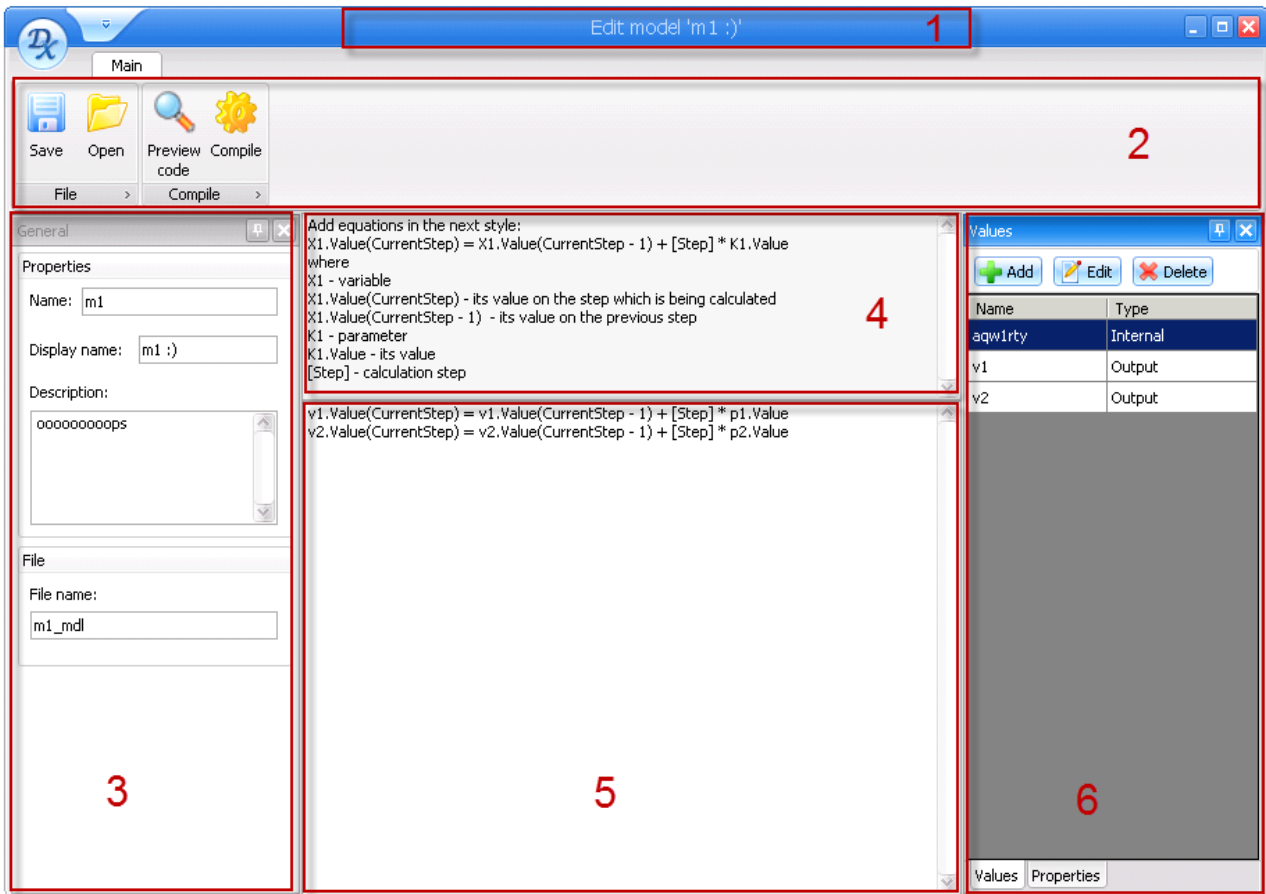 Edit model 'm1 :)'
1
Main
Save
Open
Preview code
Compile
File
Compile
2
General
Properties
Name: m1
Display name: m1 :)
Description:
ooooooooops
File
File name:
m1_mdl
3
Add equations in the next style:
X1.Value(CurrentStep) = X1.Value(CurrentStep - 1) + [Step] * K1.Value
where
X1 - variable
X1.Value(CurrentStep) - its value on the step which is being calculated
X1.Value(CurrentStep - 1)  - its value on the previous step
K1 - parameter
K1.Value - its value
[Step] - calculation step
4
v1.Value(CurrentStep) = v1.Value(CurrentStep - 1) + [Step] * p1.Value
v2.Value(CurrentStep) = v2.Value(CurrentStep - 1) + [Step] * p2.Value
5
Values
Add Edit Delete
Name Type
aqw1rty Internal
v1 Output
v2 Output
6
Values Properties